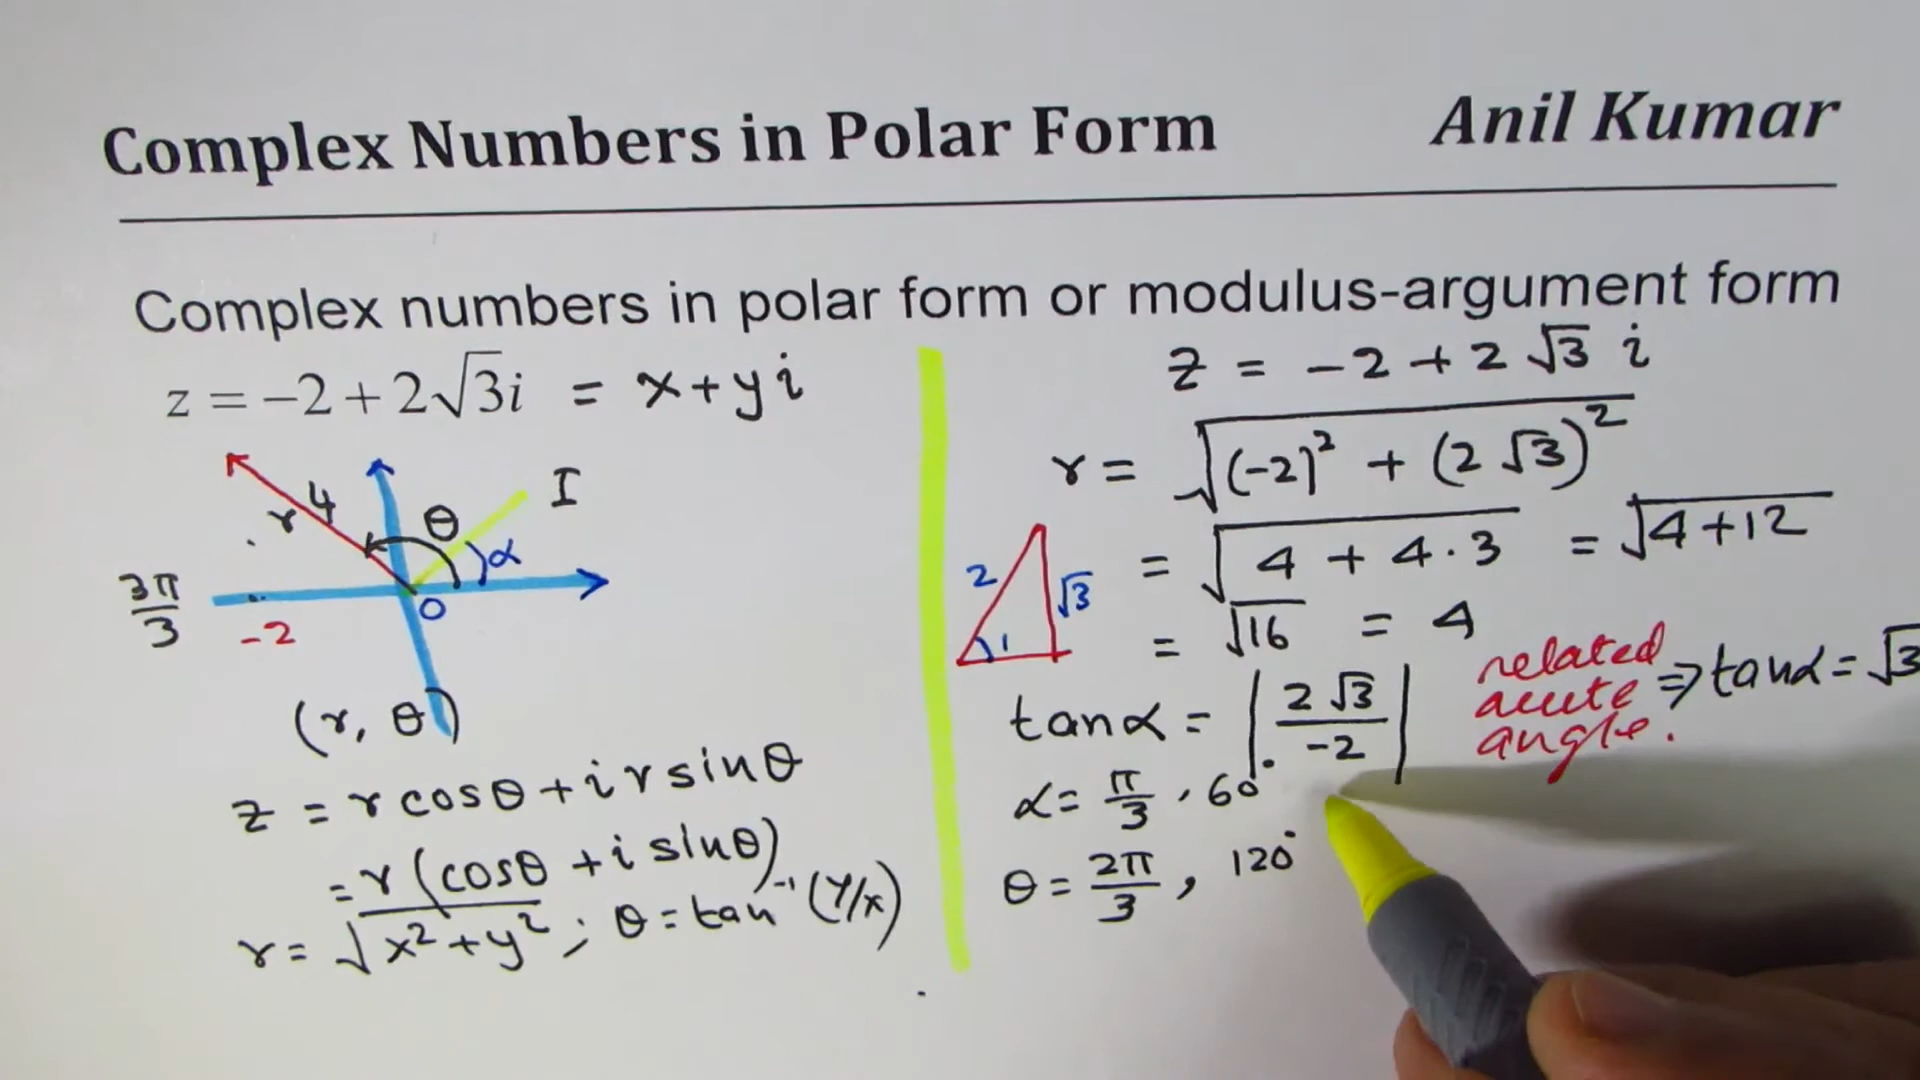 Complex Numbers in Polar Form
Anil Kumar
Complex numbers in polar form or modulus-argument form
z = −2 + 2√3i = x + yi
I
4
r
θ
α
3π/3
-2
0
(r, θ)
z = r cosθ + i r sinθ
= r (cosθ + i sinθ)
r = √x² + y² ; θ = tan⁻¹ (y/x)
z = -2 + 2√3 i
r = √(-2)² + (2√3)²
= √4 + 4·3 = √4+12
= √16 = 4
2
√3
1
tanα = |2√3/-2|
related
acute
angle.
⇒ tanα = √3
α = π/3, 60°
θ = 2π/3, 120°